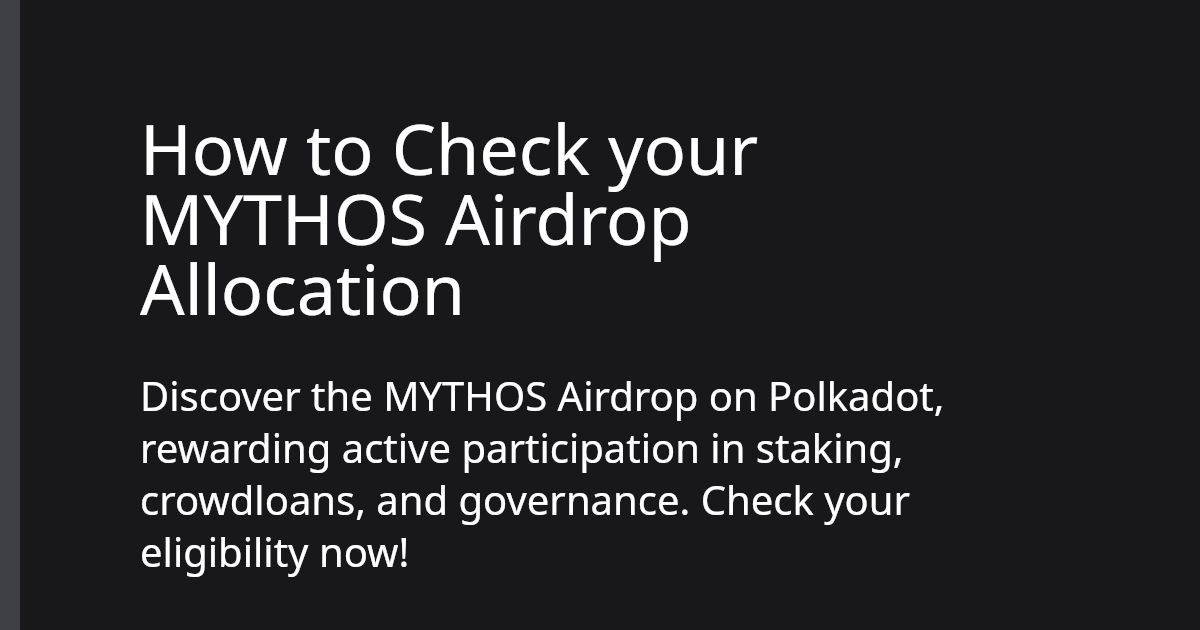 How to Check your
MYTHOS Airdrop
Allocation
Discover the MYTHOS Airdrop on Polkadot,
rewarding active participation in staking,
crowdloans, and governance. Check your
eligibility now!